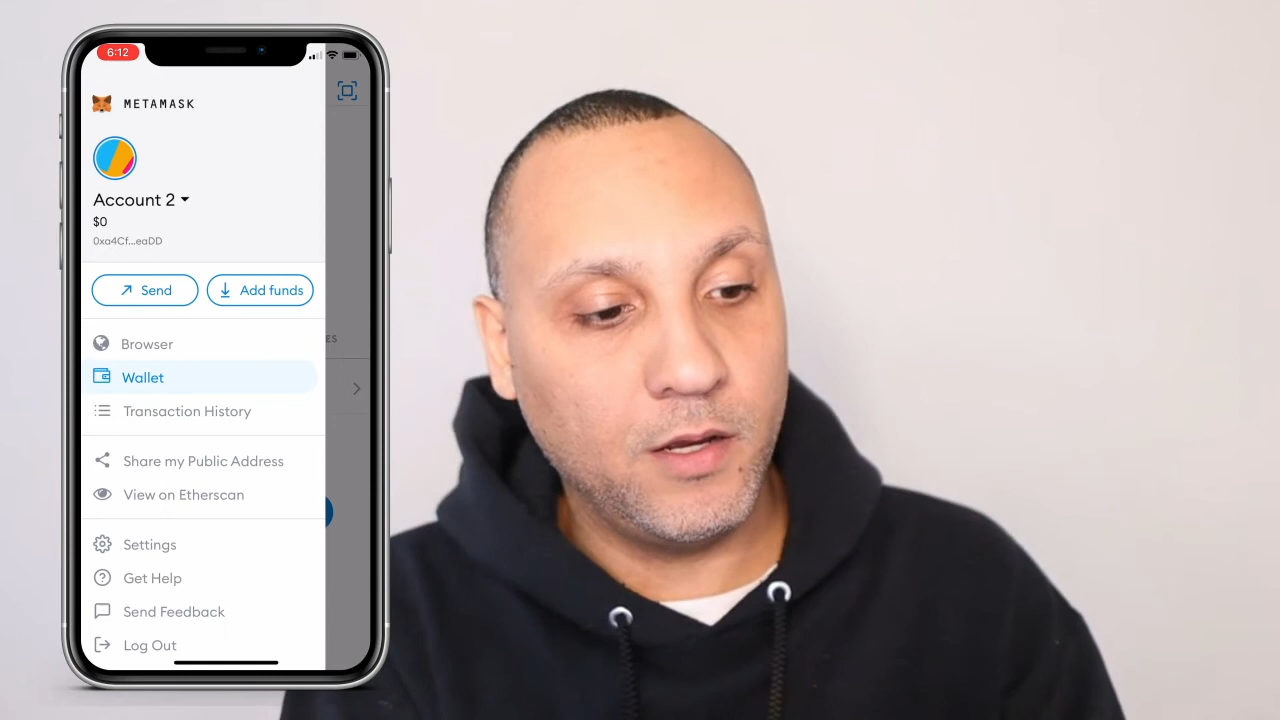 6:12
METAMASK
Account 2
$0
0xa4Cf...eaDD
Send
Add funds
ES
Browser
Wallet
Transaction History
Share my Public Address
View on Etherscan
Settings
Get Help
Send Feedback
Log Out